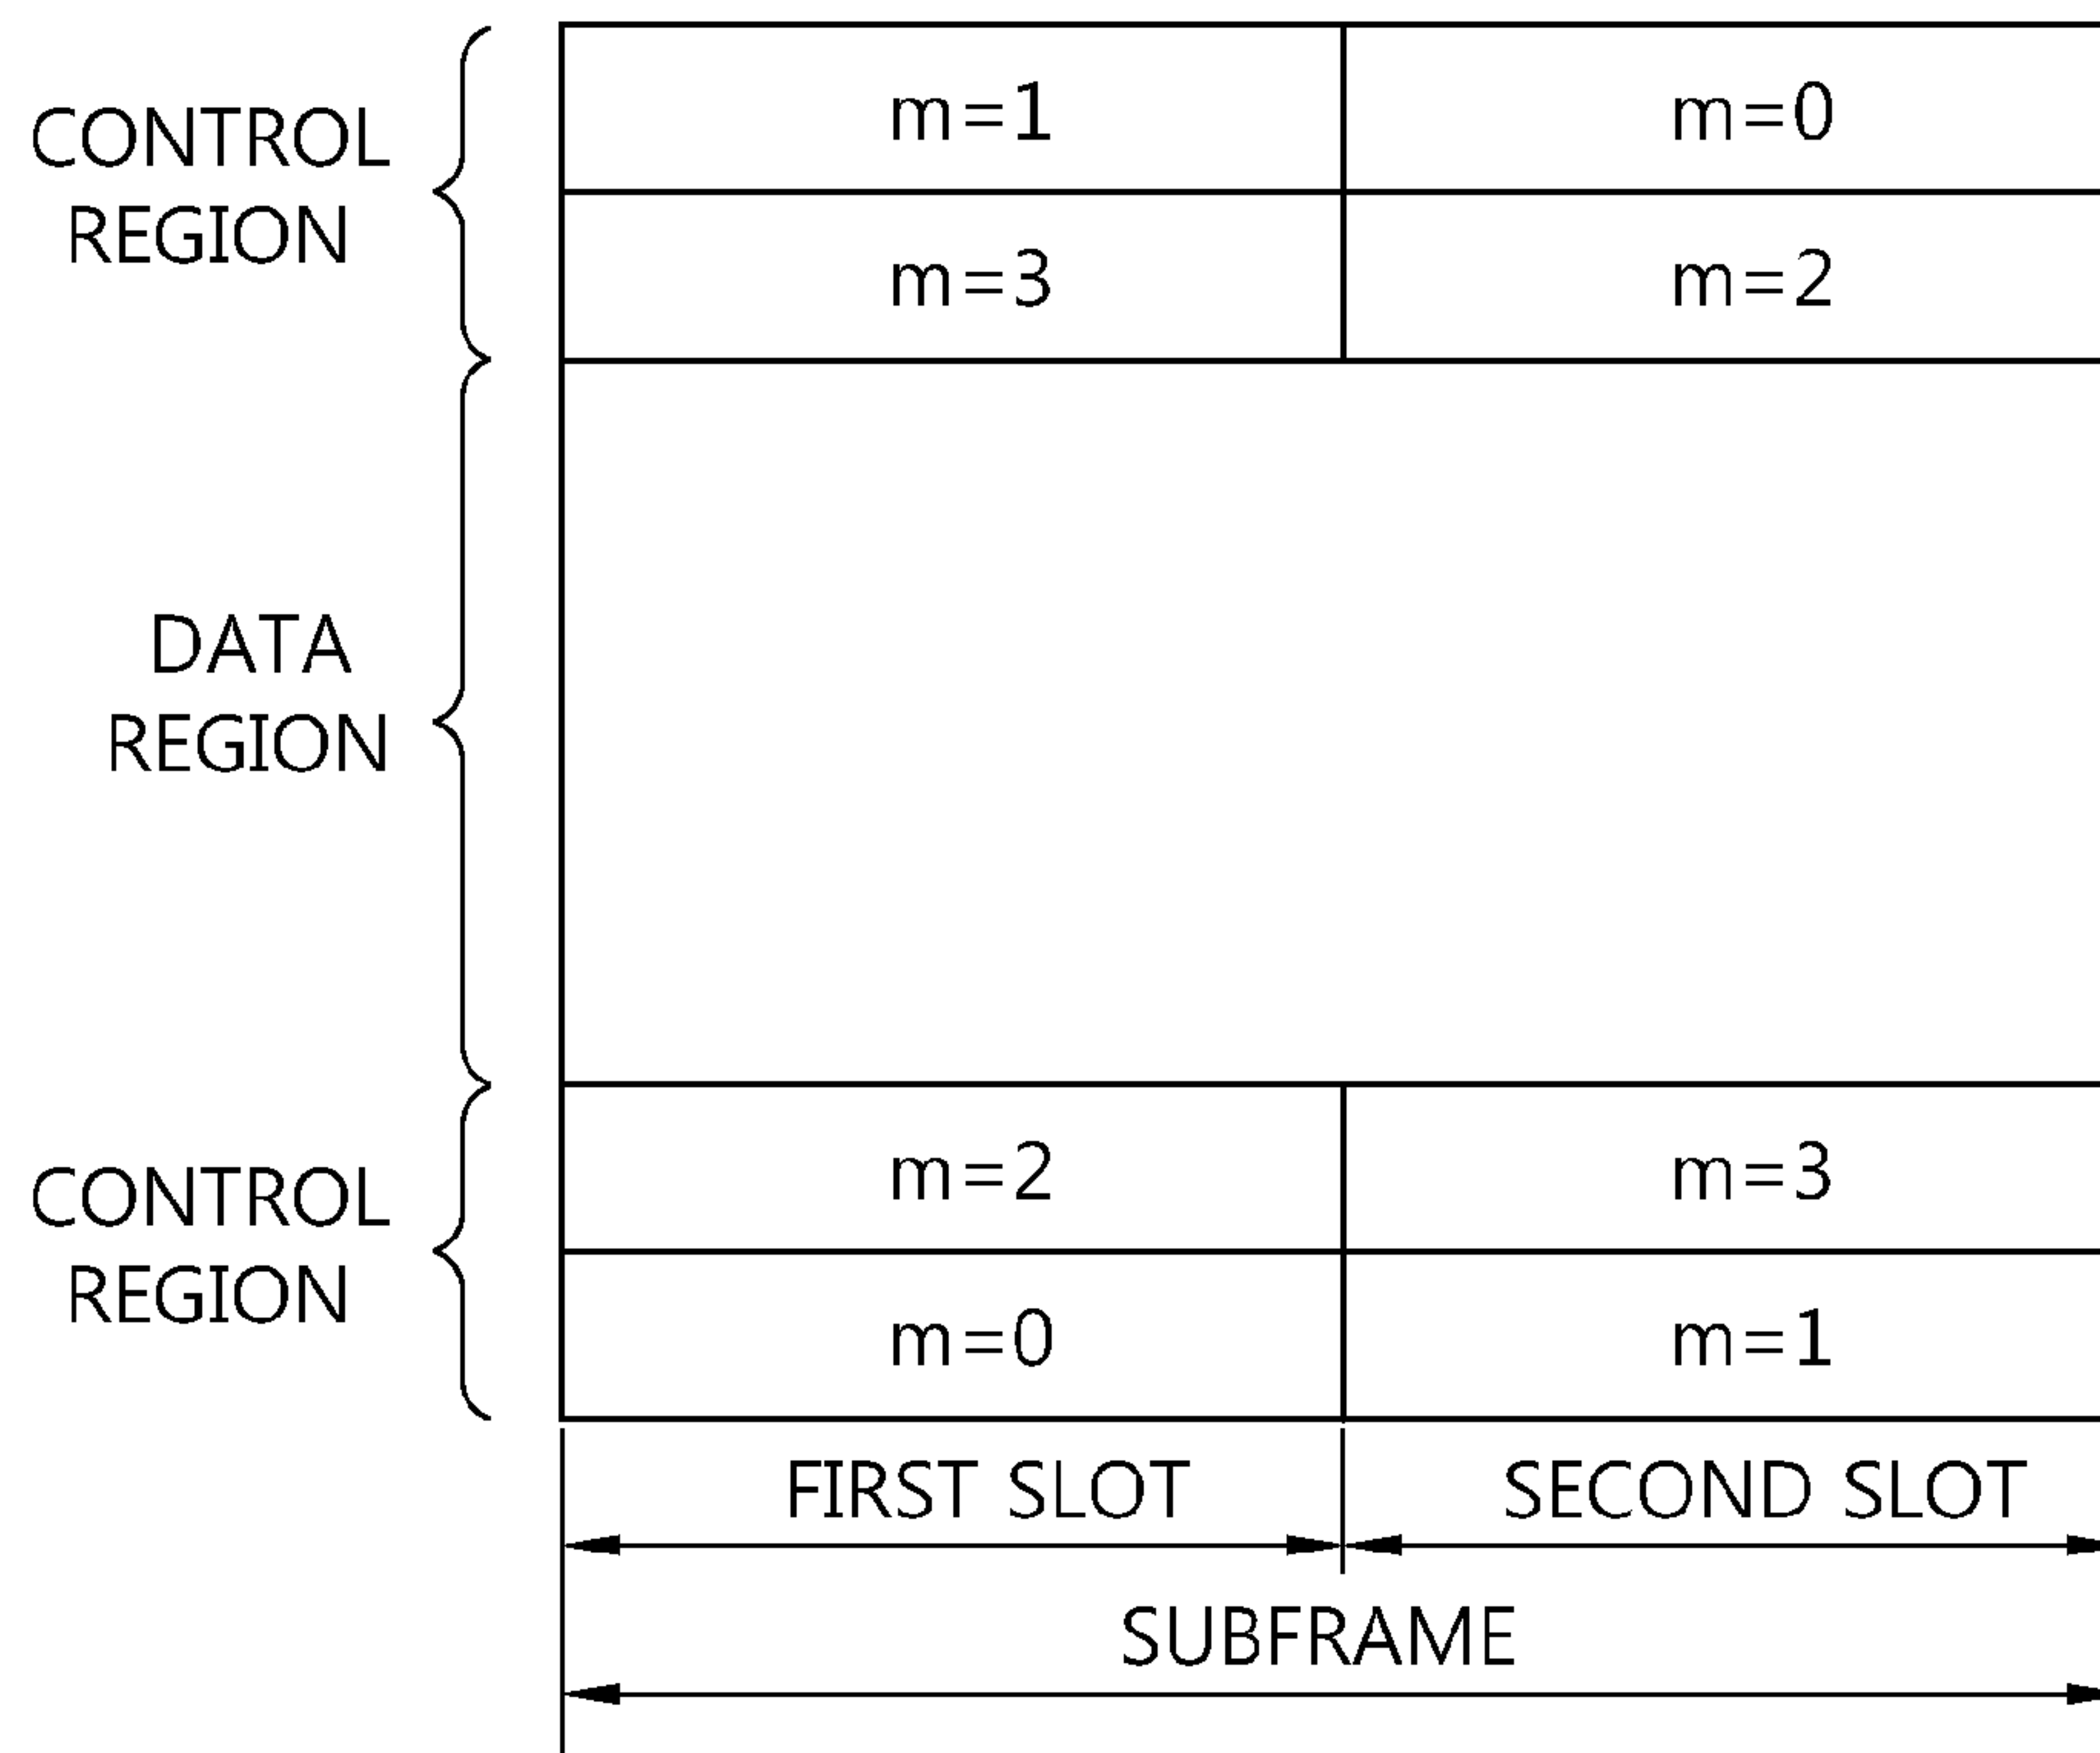 m=1 m=0
CONTROL
REGION
m=3 m=2
DATA
REGION
m=2 m=3
CONTROL
REGION
m=0 m=1
FIRST SLOT SECOND SLOT
SUBFRAME